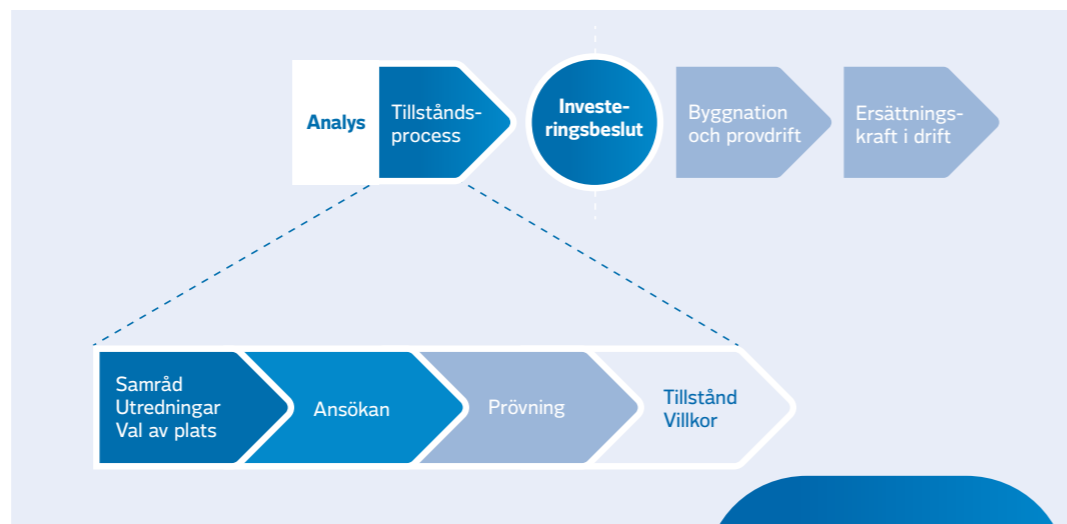 Analys
Tillstånds-
process
Investe-
ringsbeslut
Byggnation
och provdrift
Ersättnings-
kraft i drift
Samråd
Utredningar
Val av plats
Ansökan
Prövning
Tillstånd
Villkor